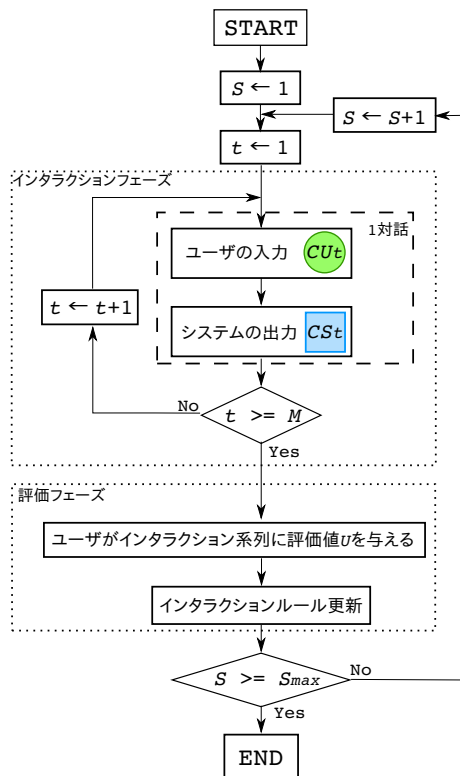 START
S ← 1
S ← S+1
t ← 1
インタラクションフェーズ
1対話
ユーザの入力 CUt
t ← t+1
システムの出力 CSt
No
t >= M
Yes
評価フェーズ
ユーザがインタラクション系列に評価値Uを与える
インタラクションルール更新
S >= Smax
No
Yes
END